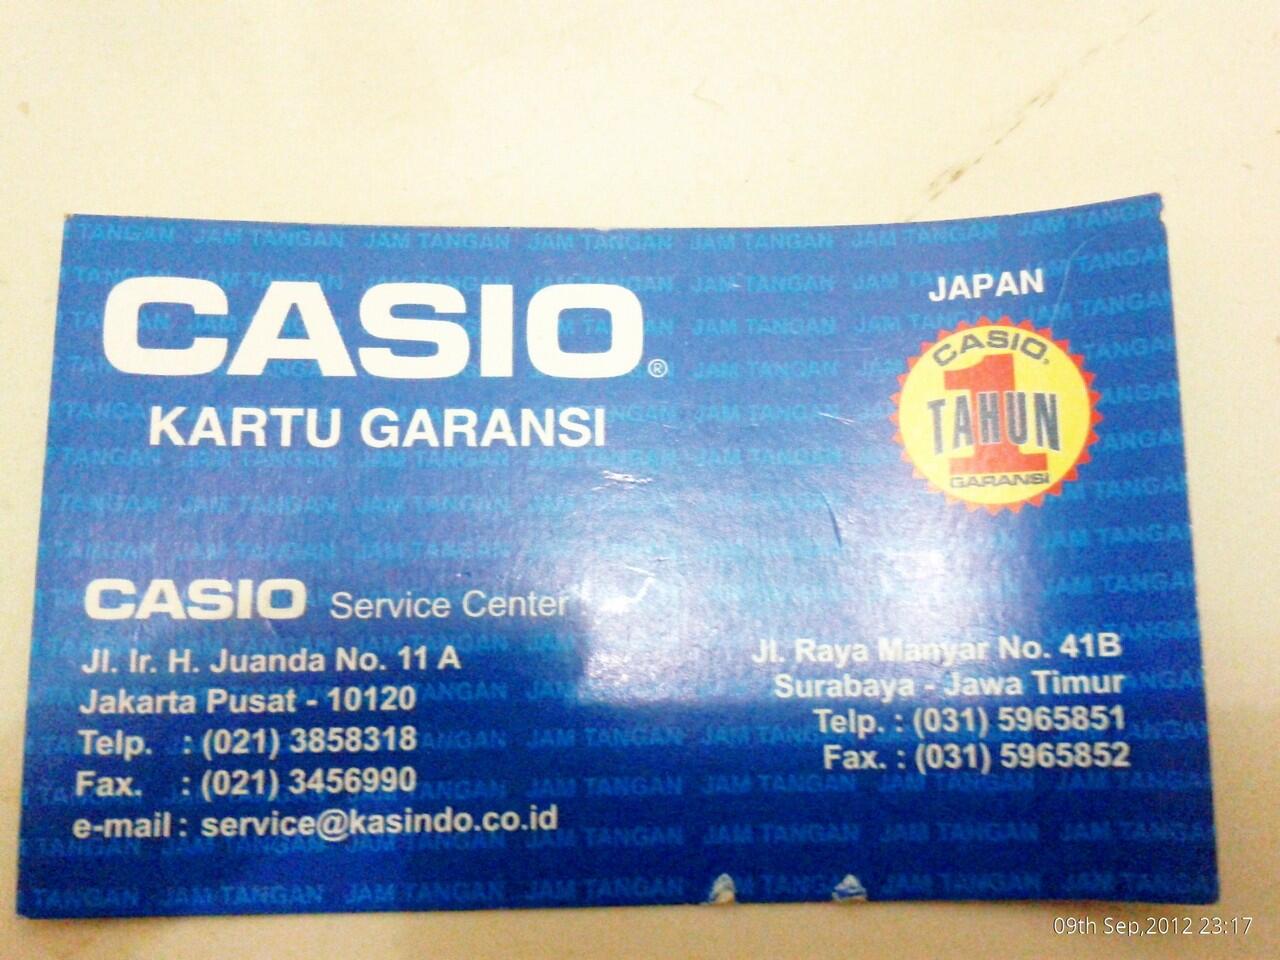 CASIO®
KARTU GARANSI
JAPAN
CASIO
1
TAHUN
GARANSI
CASIO Service Center
Jl. Ir. H. Juanda No. 11 A
Jakarta Pusat - 10120
Telp. : (021) 3858318
Fax. : (021) 3456990
e-mail : service@kasindo.co.id
Jl. Raya Manyar No. 41B
Surabaya - Jawa Timur
Telp. : (031) 5965851
Fax. : (031) 5965852
JAM TANGAN
09th Sep,2012 23:17